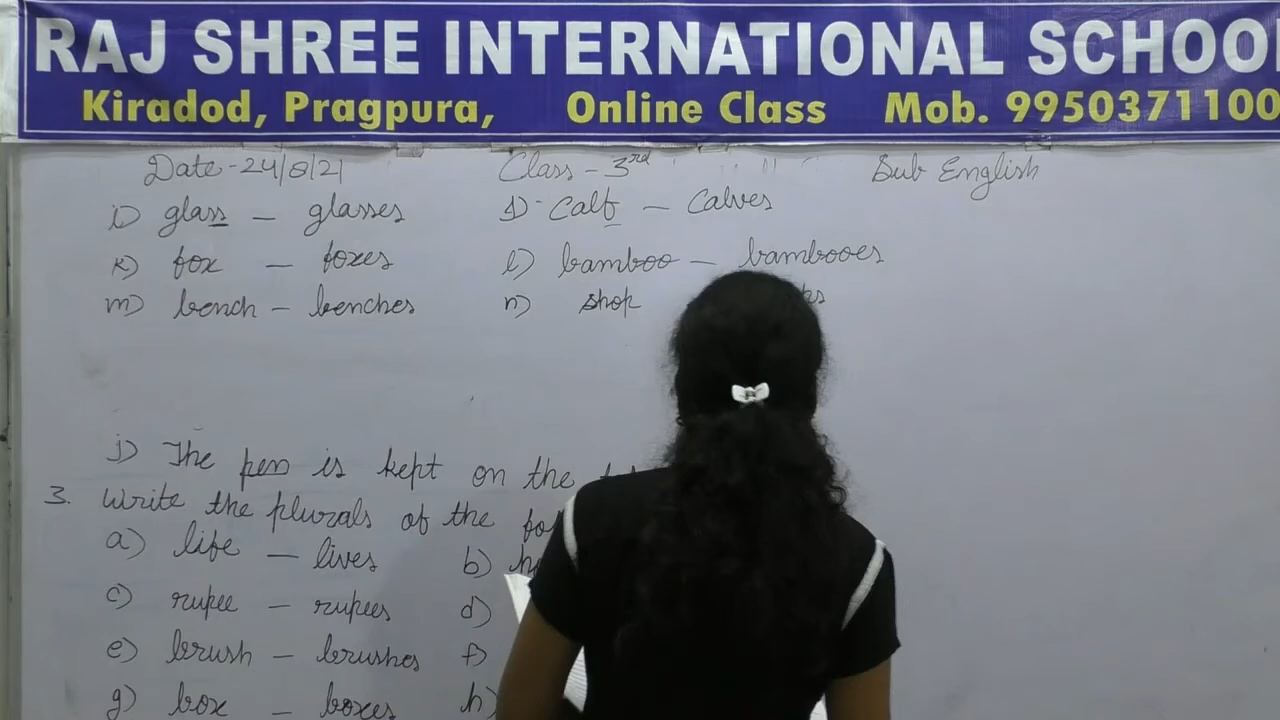 RAJ SHREE INTERNATIONAL SCHOO
Kiradod, Pragpura, Online Class Mob. 9950371100
Date-24/8/21 Class-3rd Sub English
i) glass - glasses j) calf - Calves
k) fox - foxes l) bamboo - bambooes
m) bench - benches n) shop
j) The pen is kept on the
3. Write the plurals of the
a) life - lives b)
c) rupee - rupees d)
e) brush - brushes f)
g) box - boxes h)